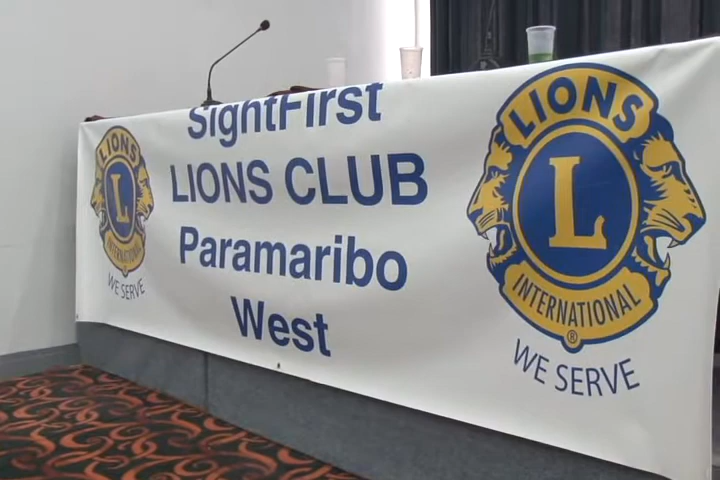 SightFirst
LIONS CLUB
Paramaribo
West
LIONS
L
INTERNATIONAL
WE SERVE
LIONS
L
INTERNATIONAL
®
WE SERVE